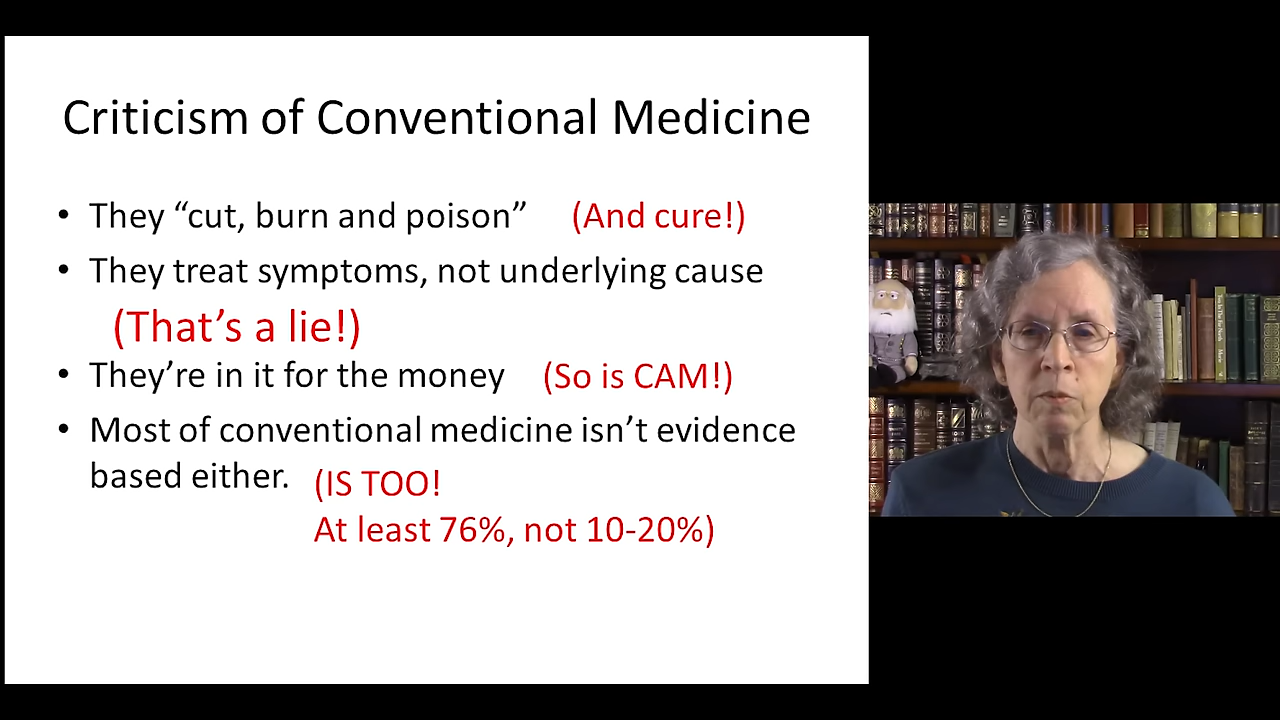 Criticism of Conventional Medicine
• They “cut, burn and poison” (And cure!)
• They treat symptoms, not underlying cause
(That’s a lie!)
• They’re in it for the money (So is CAM!)
• Most of conventional medicine isn’t evidence
based either. (IS TOO!
At least 76%, not 10-20%)